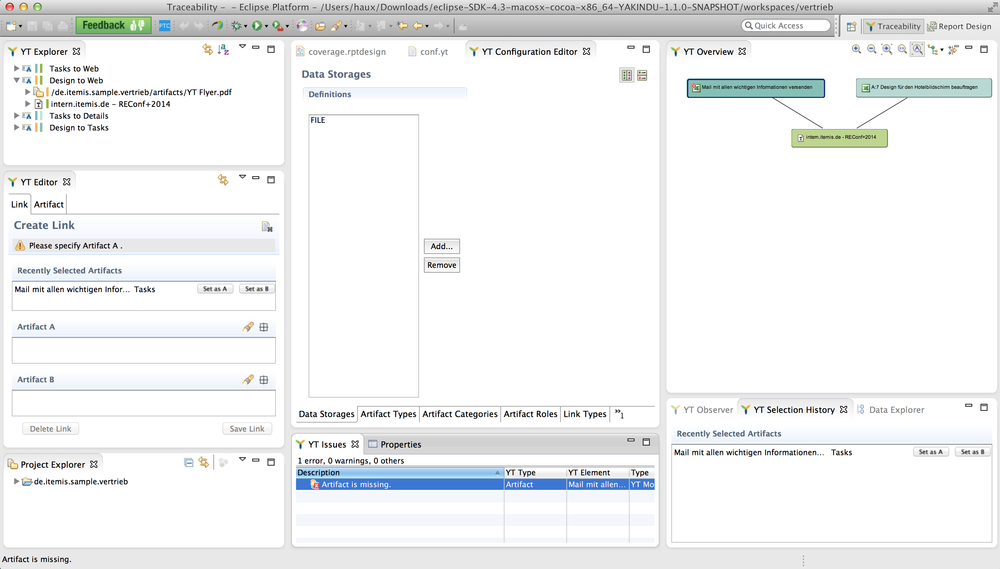 Traceability - - Eclipse Platform - /Users/haux/Downloads/eclipse-SDK-4.3-macosx-cocoa-x86_64-YAKINDU-1.1.0-SNAPSHOT/workspaces/vertrieb
Feedback
PTC
Quick Access
Traceability
Report Design
YT Explorer
Tasks to Web
Design to Web
/de.itemis.sample.vertrieb/artifacts/YT Flyer.pdf
intern.itemis.de - REConf+2014
Tasks to Details
Design to Tasks
YT Editor
Link
Artifact
Create Link
Please specify Artifact A .
Recently Selected Artifacts
Mail mit allen wichtigen Infor... Tasks
Set as A
Set as B
Artifact A
Artifact B
Delete Link
Save Link
Project Explorer
de.itemis.sample.vertrieb
coverage.rptdesign
conf.yt
YT Configuration Editor
Data Storages
Definitions
FILE
Add...
Remove
Data Storages
Artifact Types
Artifact Categories
Artifact Roles
Link Types
»1
YT Issues
Properties
1 error, 0 warnings, 0 others
Description YT Type YT Element Type
Artifact is missing. Artifact Mail mit allen... YT Mo
YT Overview
Mail mit allen wichtigen Informationen versenden
A:7 Design für den Hotelbildschirm beauftragen
intern.itemis.de - REConf+2014
YT Observer
YT Selection History
Data Explorer
Recently Selected Artifacts
Mail mit allen wichtigen Informationen... Tasks
Set as A
Set as B
Artifact is missing.